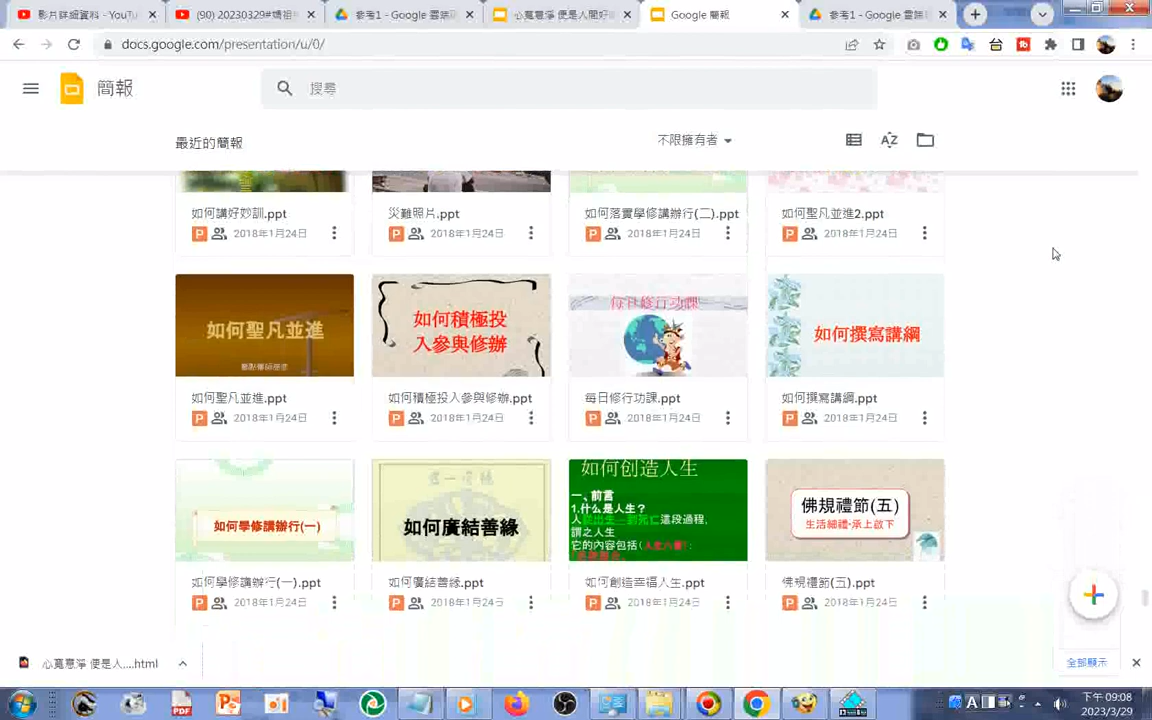 影片詳細資料 - YouTu
(90) 20230329#媽祖
參考1 - Google 雲端
心寬意淨 便是人間好
Google 簡報
參考1 - Google 雲端
docs.google.com/presentation/u/0/
簡報
搜尋
最近的簡報
不限擁有者
AZ
如何講好妙訓.ppt
災難照片.ppt
如何落實學修講辦行(二).ppt
如何聖凡並進2.ppt
P 2018年1月24日
P 2018年1月24日
P 2018年1月24日
P 2018年1月24日
如何聖凡並進
如何積極投
入參與修辦
每日修行功課
如何撰寫講綱
如何聖凡並進.ppt
如何積極投入參與修辦.ppt
每日修行功課.ppt
如何撰寫講綱.ppt
P 2018年1月24日
P 2018年1月24日
P 2018年1月24日
P 2018年1月24日
如何學修講辦行(一)
如何廣結善緣
如何创造人生
一、前言
1.什么是人生?
人從出生—到死亡這段過程,
謂之人生
它的內容包括(人生六書):
佛規禮節(五)
生活細禮‧承上啟下
如何學修講辦行(一).ppt
如何廣結善緣.ppt
如何創造幸福人生.ppt
佛規禮節(五).ppt
P 2018年1月24日
P 2018年1月24日
P 2018年1月24日
P 2018年1月24日
心寬意淨 便是人....html
全部顯示
PDF
A
下午 09:08
2023/3/29